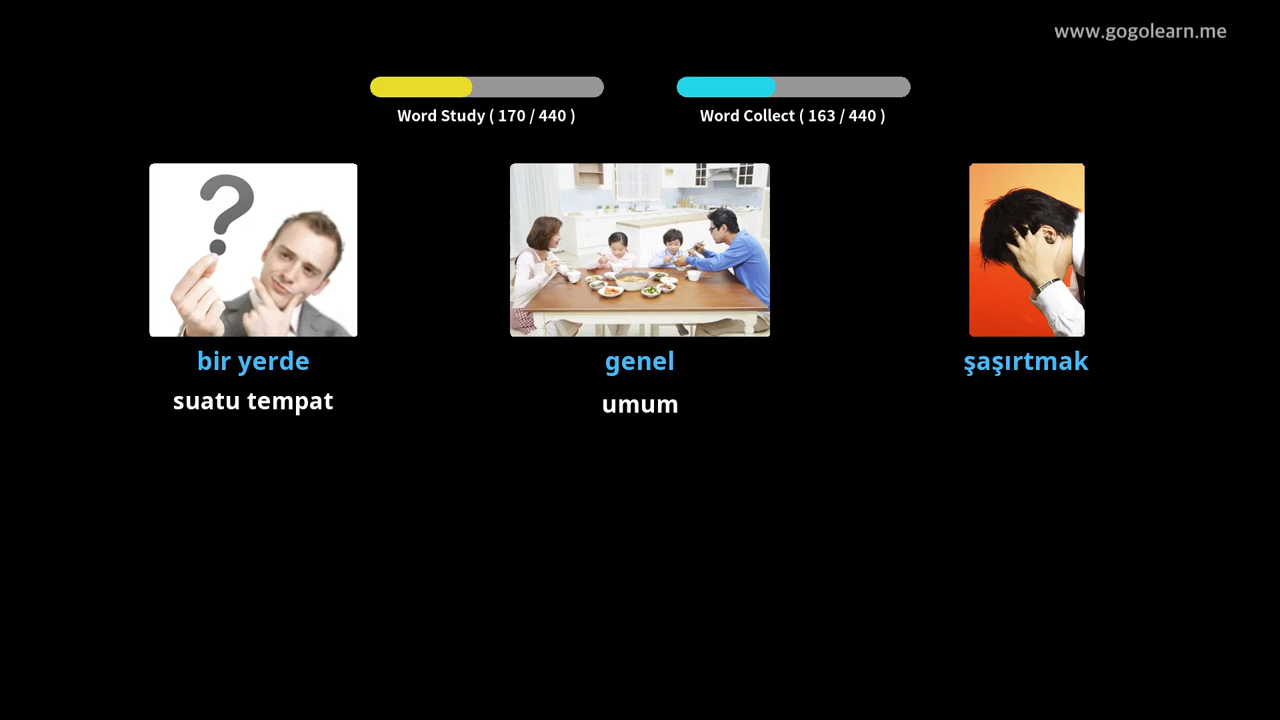 www.gogolearn.me
Word Study ( 170 / 440 )
Word Collect ( 163 / 440 )
bir yerde
genel
şaşırtmak
suatu tempat
umum